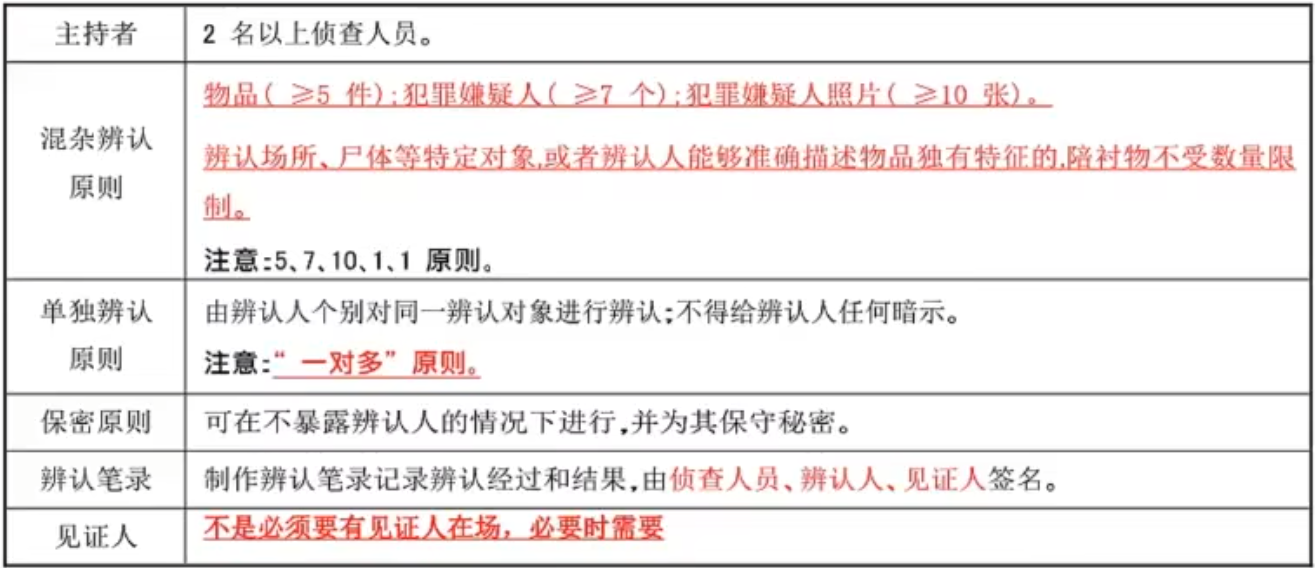 主持者
2 名以上侦查人员。
混杂辨认
原则
物品( ≥5 件);犯罪嫌疑人( ≥7 个);犯罪嫌疑人照片( ≥10 张)。
辨认场所、尸体等特定对象,或者辨认人能够准确描述物品独有特征的,陪衬物不受数量限
制。
注意:5、7、10、1、1 原则。
单独辨认
原则
由辨认人个别对同一辨认对象进行辨认;不得给辨认人任何暗示。
注意:“ 一对多” 原则。
保密原则
可在不暴露辨认人的情况下进行,并为其保守秘密。
辨认笔录
制作辨认笔录记录辨认经过和结果,由侦查人员、辨认人、见证人签名。
见证人
不是必须要有见证人在场，必要时需要